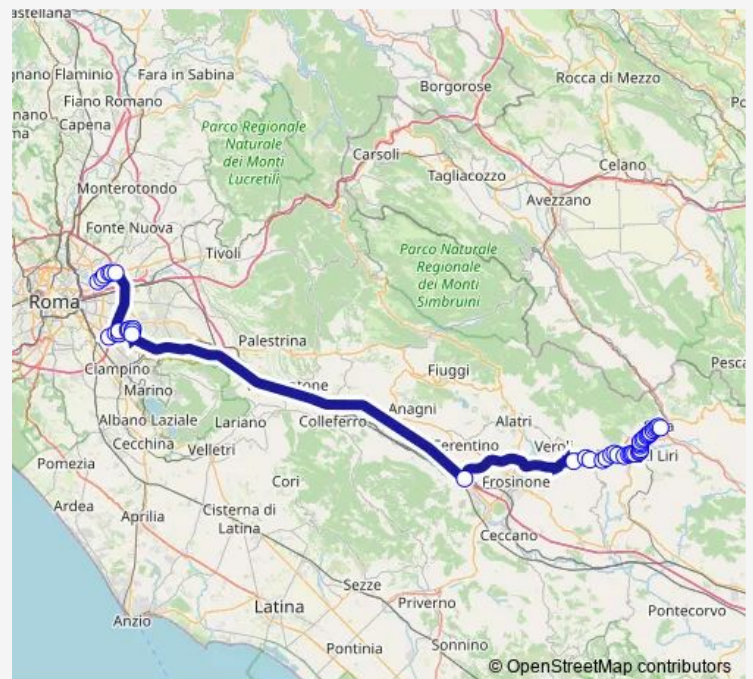 Fara in Sabina
Flaminio
Fiano Romano
Capena
Borgorose
Rocca di Mezzo
Parco Regionale
Naturale
dei Monti
Lucretili
Carsoli
Tagliacozzo
Celano
Avezzano
Monterotondo
Fonte Nuova
Tivoli
Roma
Parco Naturale
Regionale
dei Monti
Simbruini
Ciampino
Marino
Palestrina
Fiuggi
Albano Laziale
Lariano
Colleferro
Anagni
Alatri
Cecchina
Velletri
Pomezia
Frosinone
Ardea
Cori
Aprilia
Cisterna di
Latina
Ceccano
Sezze
Priverno
Latina
Anzio
Pontecorvo
Pontinia
Sonnino
© OpenStreetMap contributors